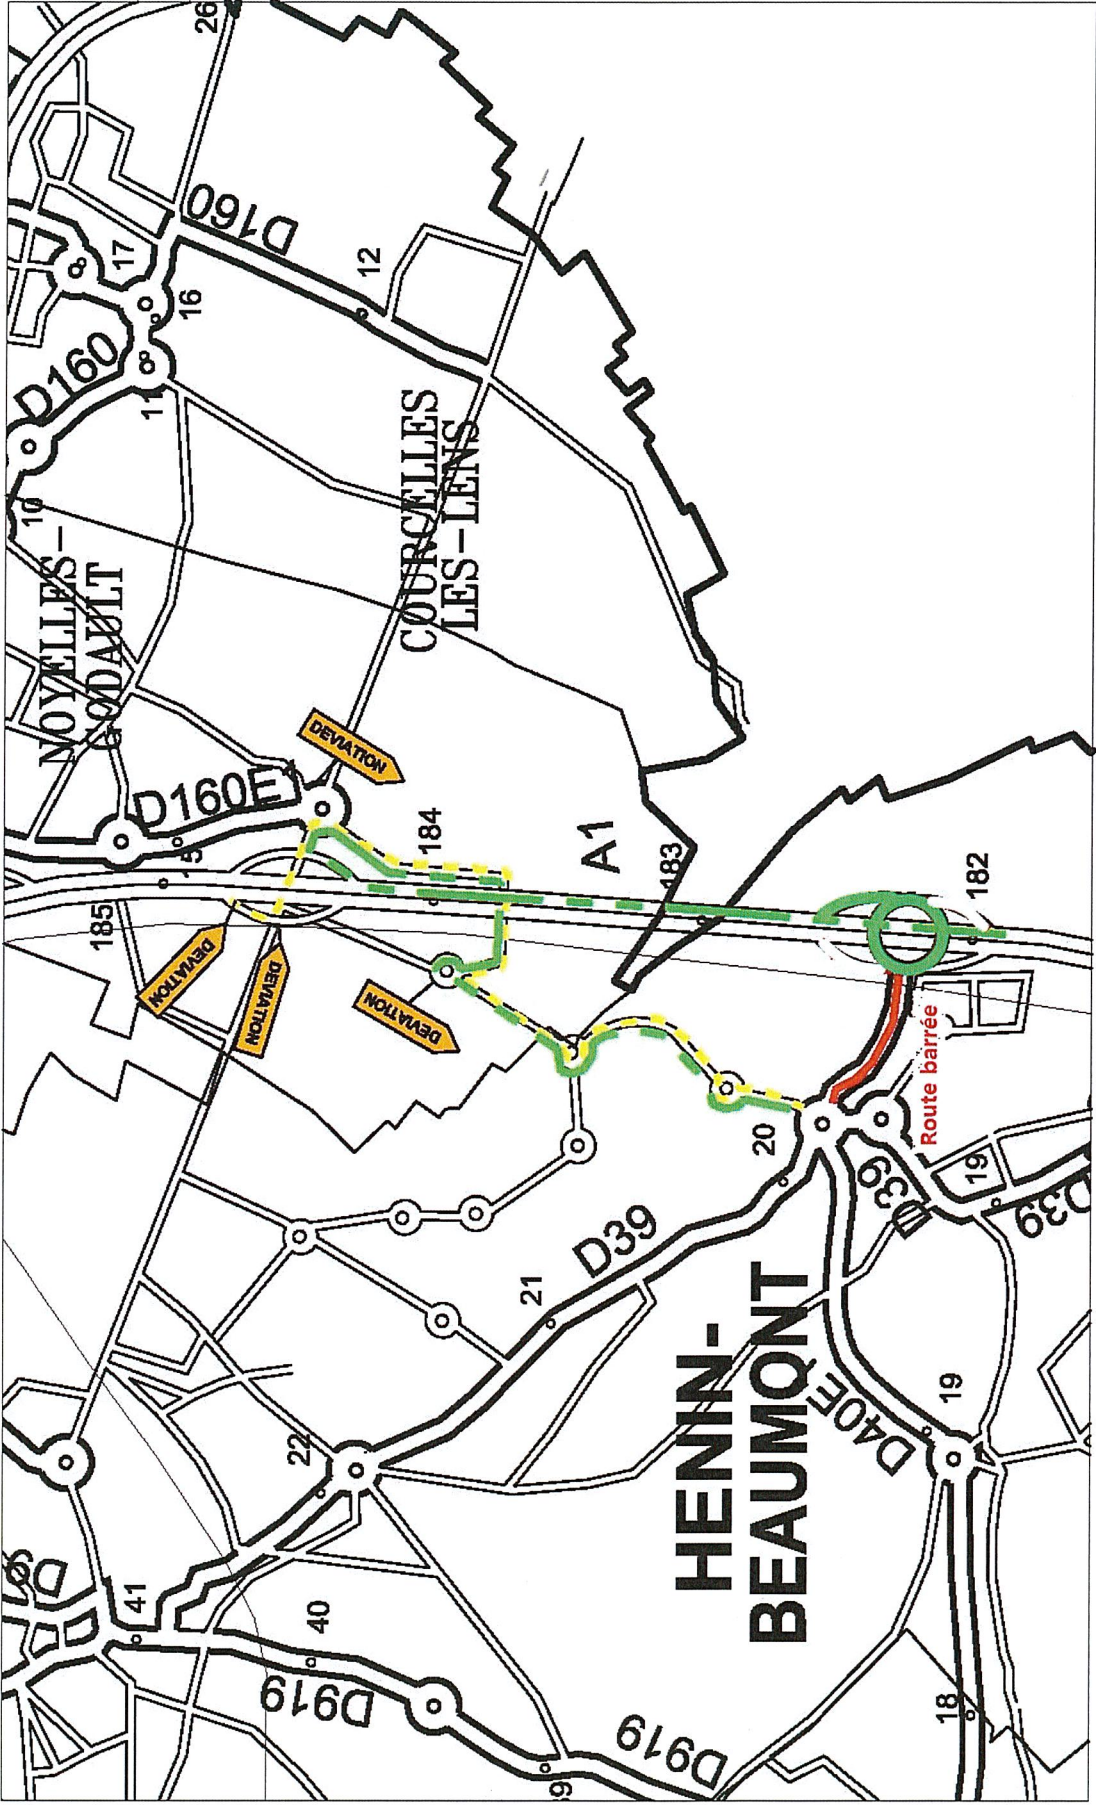 26
D160
17
16
12
D160
11
10
NOYELLES-
GODAULT
COURCELLES
LES-LENS
DEVIATION
D160E1
15
184
A1
183
182
185
DEVIATION
DEVIATION
DEVIATION
Route barrée
20
D39
19
D39
D39
21
HENIN-
BEAUMONT
D40E
19
22
D9
41
40
D919
D919
39
18